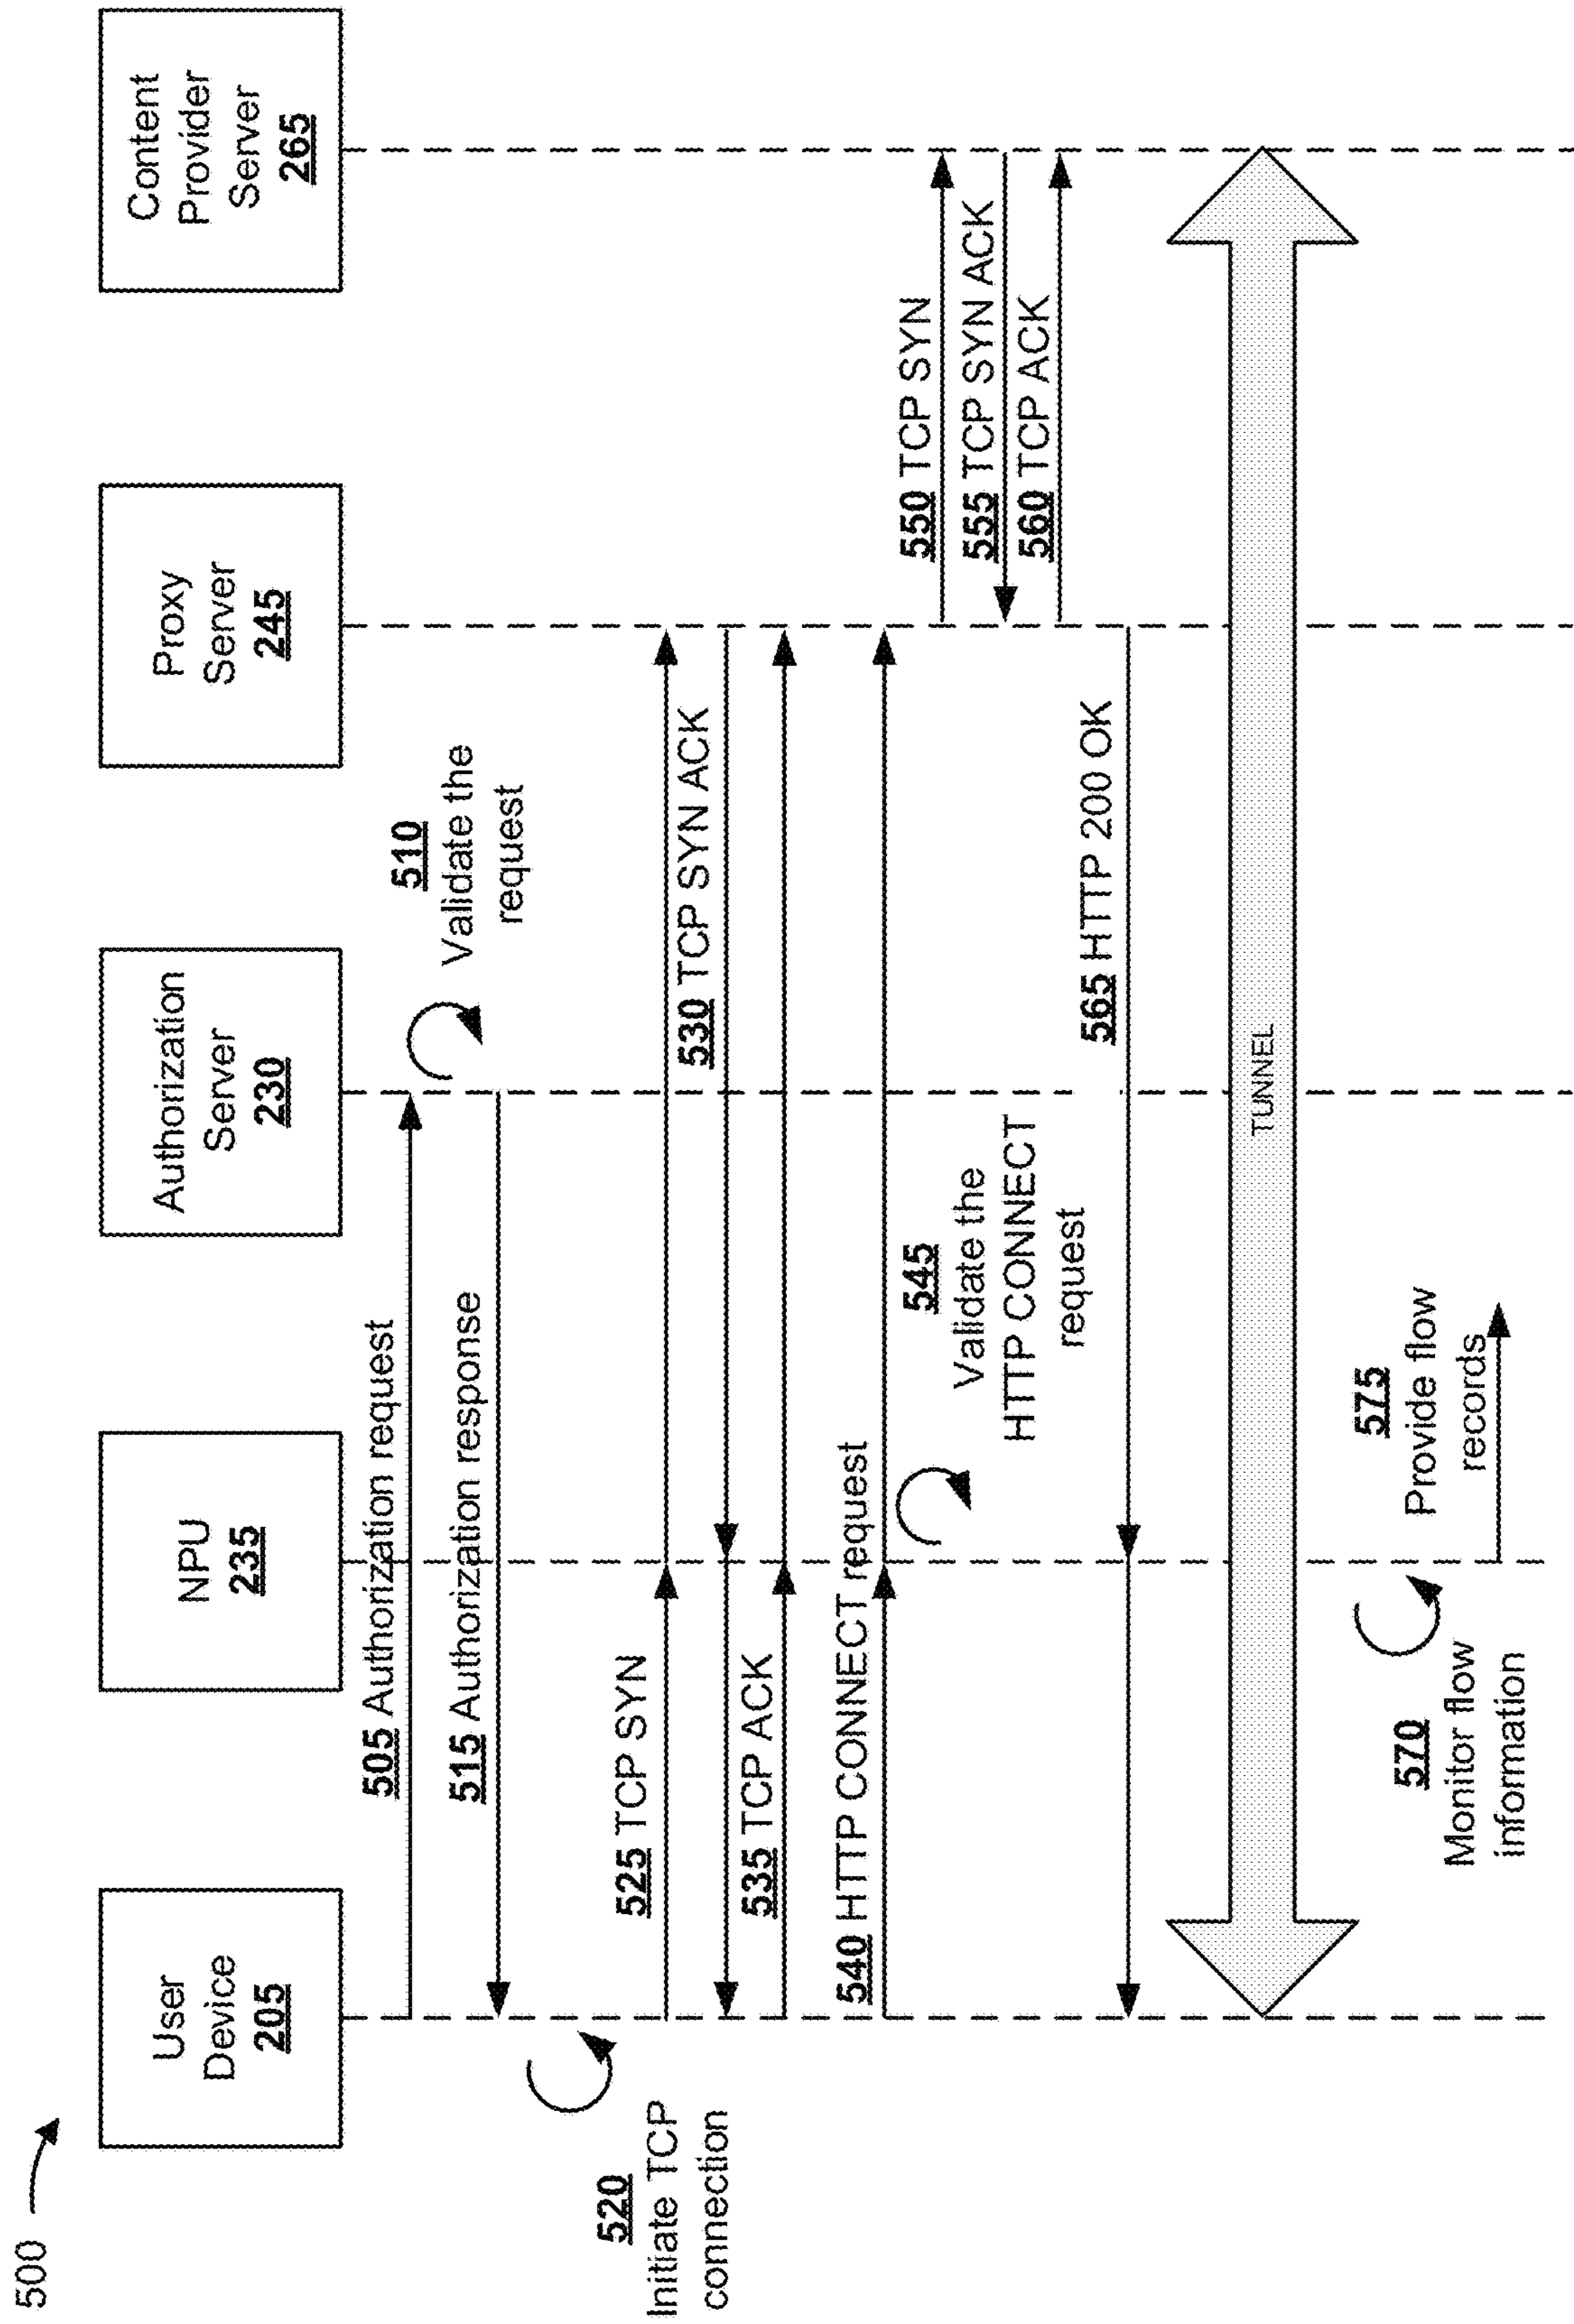 500
User
Device
205
NPU
235
Authorization
Server
230
Proxy
Server
245
Content
Provider
Server
265
505 Authorization request
510
Validate the
request
515 Authorization response
520
Initiate TCP
connection
525 TCP SYN
530 TCP SYN ACK
535 TCP ACK
540 HTTP CONNECT request
545
Validate the
HTTP CONNECT
request
550 TCP SYN
555 TCP SYN ACK
560 TCP ACK
565 HTTP 200 OK
TUNNEL
570
Monitor flow
information
575
Provide flow
records